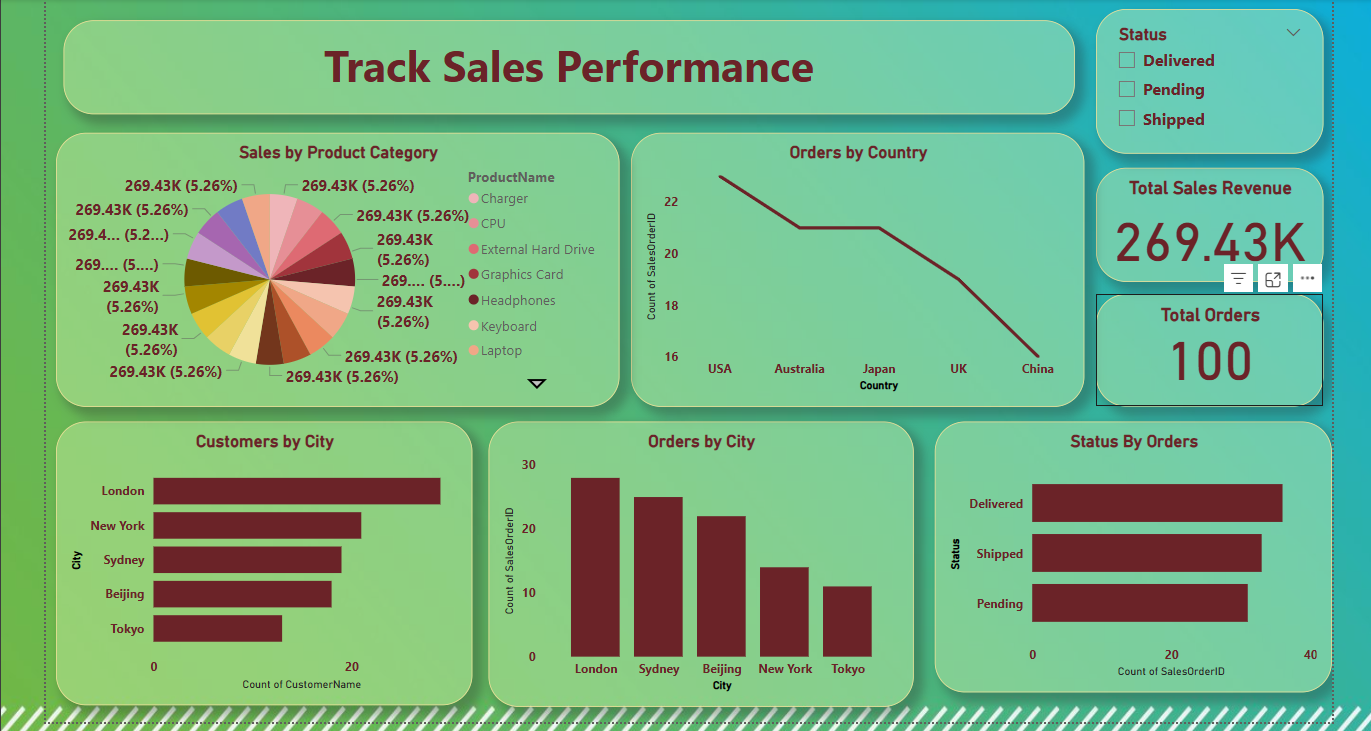 Track Sales Performance
Status
Delivered
Pending
Shipped
Sales by Product Category
269.43K (5.26%)
269.43K (5.26%)
269.43K (5.26%)
269.4... (5.2...)
269.... (5....)
269.43K
(5.26%)
269.43K
(5.26%)
269.43K (5.26%)
269.43K (5.26%)
269.43K (5.26%)
269.43K
(5.26%)
269.... (5....)
269.43K
(5.26%)
269.43K (5.26%)
269.43K (5.26%)
ProductName
Charger
CPU
External Hard Drive
Graphics Card
Headphones
Keyboard
Laptop
Orders by Country
Count of SalesOrderID
22
20
18
16
USA Australia Japan UK China
Country
Total Sales Revenue
269.43K
Total Orders
100
Customers by City
City
London
New York
Sydney
Beijing
Tokyo
0 20
Count of CustomerName
Orders by City
Count of SalesOrderID
30
20
10
0
London Sydney Beijing New York Tokyo
City
Status By Orders
Status
Delivered
Shipped
Pending
0 20 40
Count of SalesOrderID